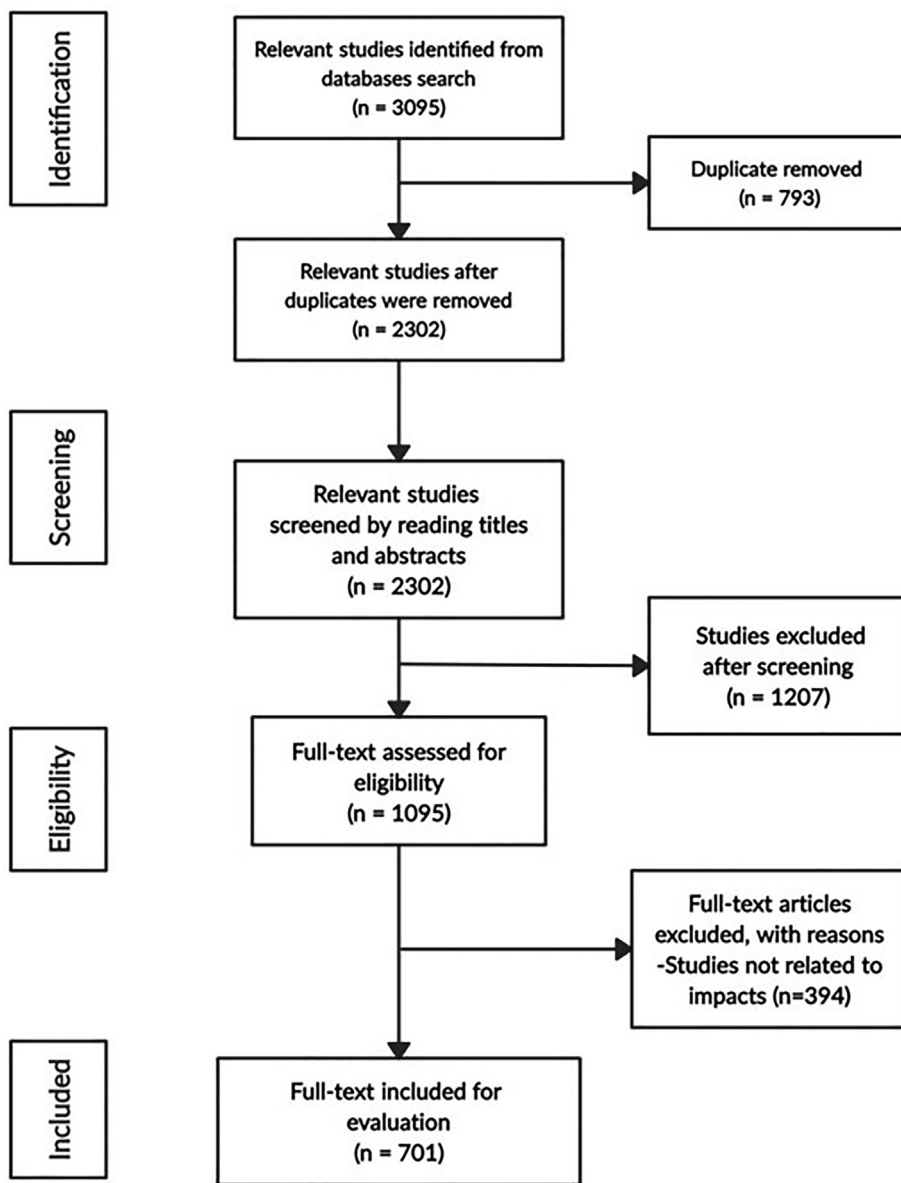 Identification
Relevant studies identified from
databases search
(n = 3095)
Duplicate removed
(n = 793)
Relevant studies after
duplicates were removed
(n = 2302)
Screening
Relevant studies
screened by reading titles
and abstracts
(n = 2302)
Studies excluded
after screening
(n = 1207)
Eligibility
Full-text assessed for
eligibility
(n = 1095)
Full-text articles
excluded, with reasons
-Studies not related to
impacts (n=394)
Included
Full-text included for
evaluation
(n = 701)